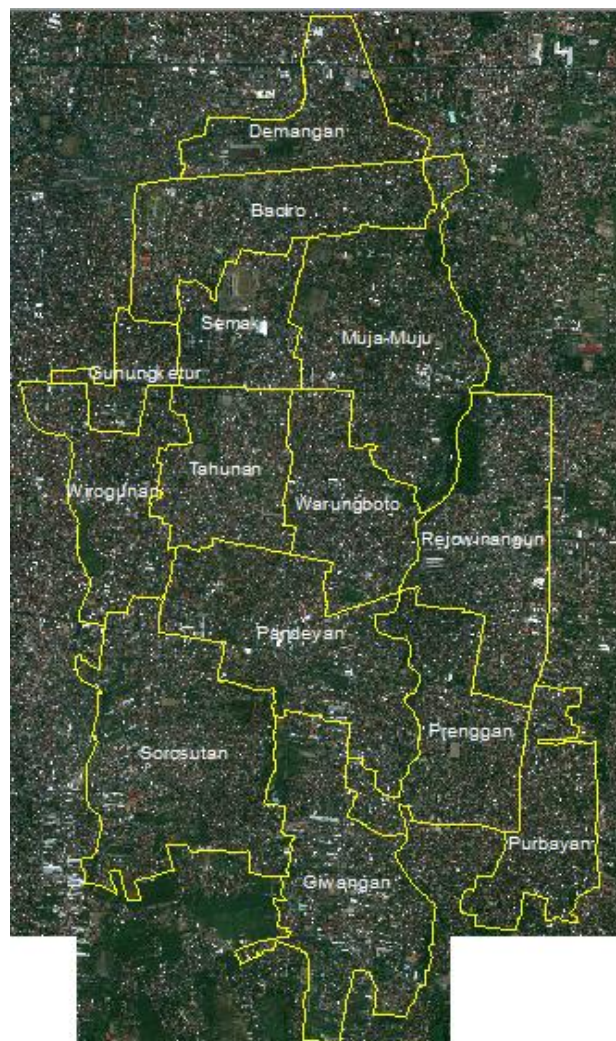 Demangan
Baciro
Semaki
Muja-Muju
Gunungketur
Tahunan
Wirogunan
Warungboto
Rejowinangun
Pandeyan
Prenggan
Sorosutan
Purbayan
Giwangan